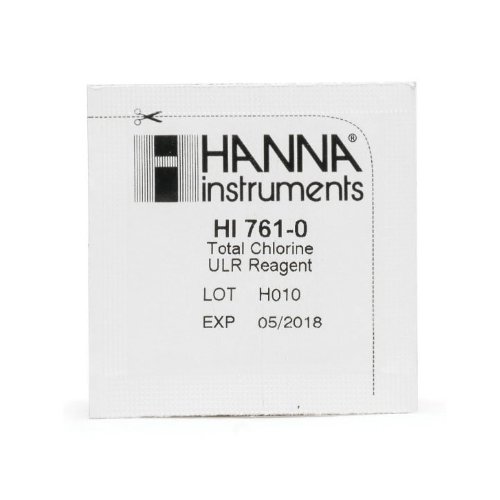 HANNA®
instruments
HI 761-0
Total Chlorine
ULR Reagent
LOT H010
EXP 05/2018